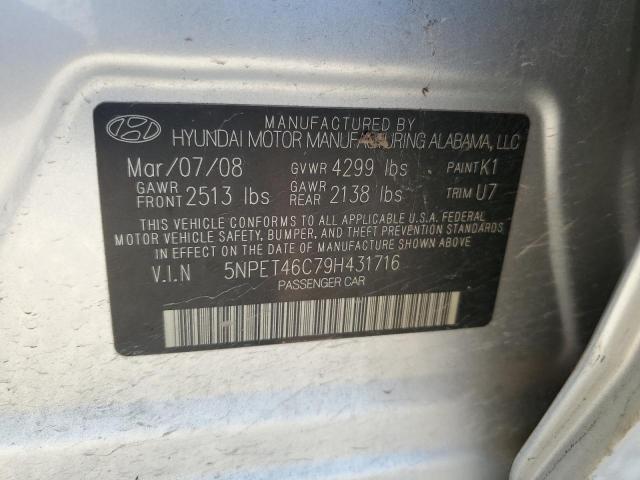 MANUFACTURED BY
HYUNDAI MOTOR MANUFACTURING ALABAMA, LLC
Mar/07/08 GVWR 4299 lbs PAINT K1
GAWR FRONT 2513 lbs GAWR REAR 2138 lbs TRIM U7
THIS VEHICLE CONFORMS TO ALL APPLICABLE U.S.A. FEDERAL
MOTOR VEHICLE SAFETY, BUMPER, AND THEFT PREVENTION STANDARDS
IN EFFECT ON THE DATE OF MANUFACTURE SHOWN ABOVE.
V.I.N 5NPET46C79H431716
PASSENGER CAR